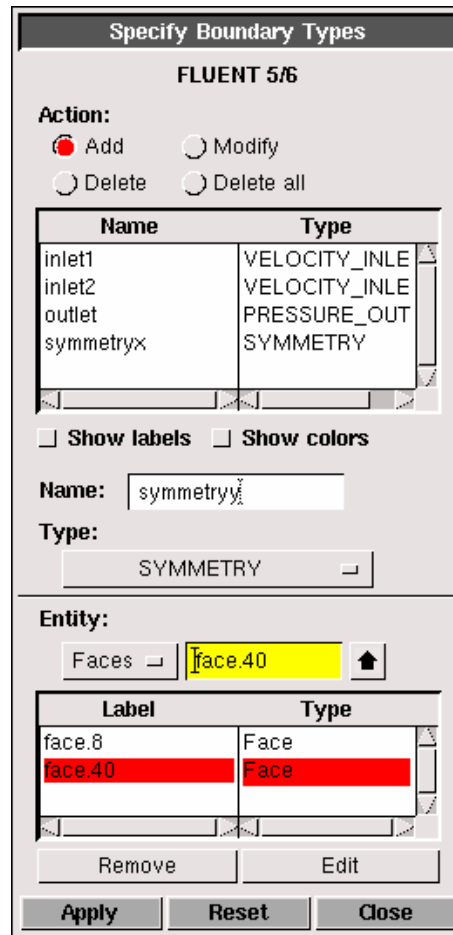 Specify Boundary Types
FLUENT 5/6
Action:
Add Modify
Delete Delete all
Name Type
inlet1 VELOCITY_INLE
inlet2 VELOCITY_INLE
outlet PRESSURE_OUT
symmetryx SYMMETRY
Show labels Show colors
Name: symmetryy
Type:
SYMMETRY
Entity:
Faces face.40
Label Type
face.8 Face
face.40 Face
Remove Edit
Apply Reset Close